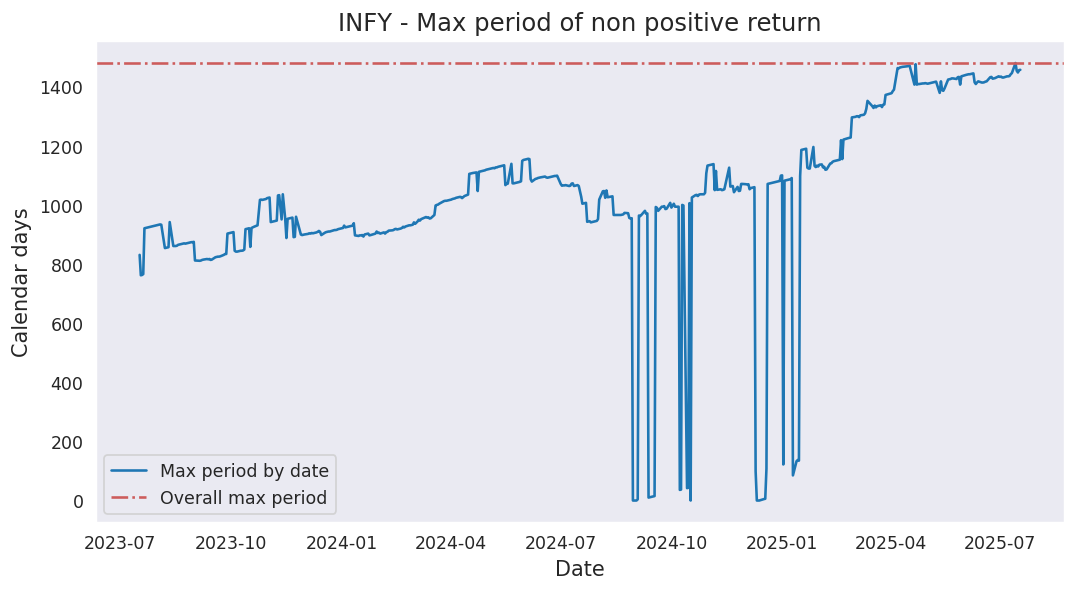 INFY - Max period of non positive return
Calendar days
1400
1200
1000
800
600
400
200
0
Max period by date
Overall max period
2023-07 2023-10 2024-01 2024-04 2024-07 2024-10 2025-01 2025-04 2025-07
Date